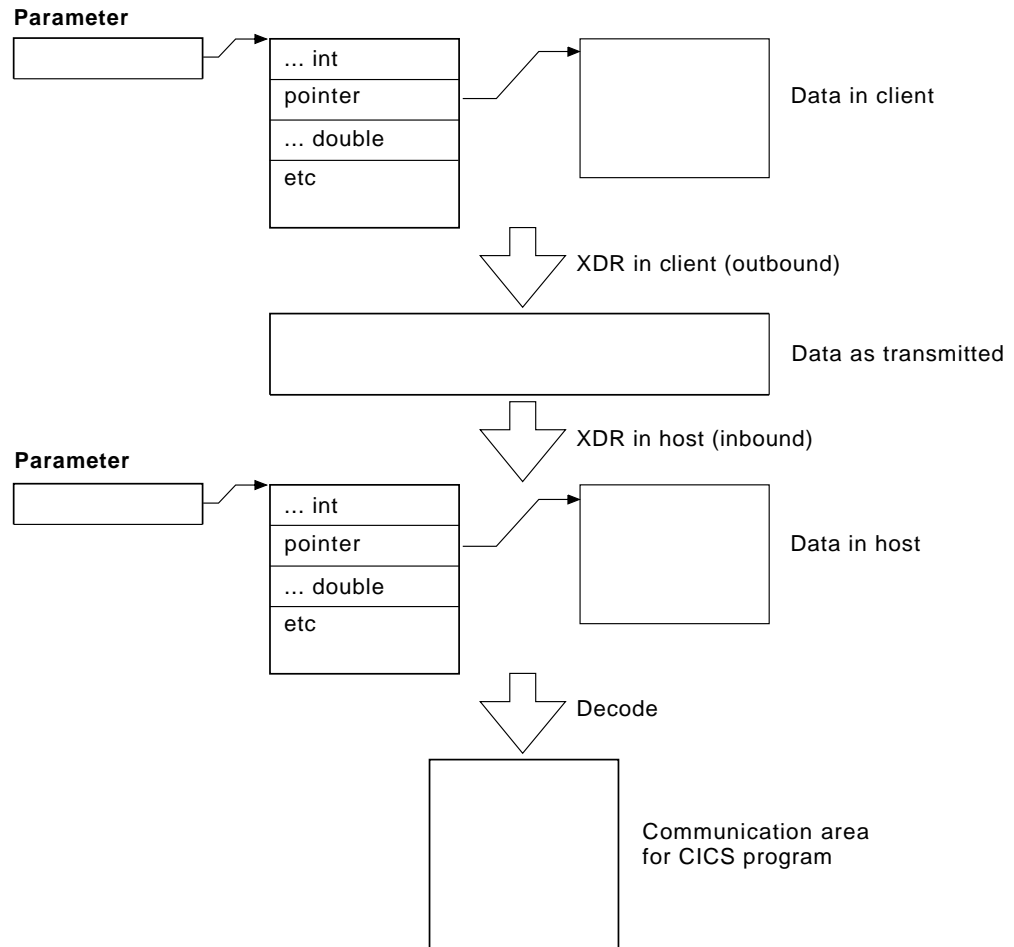 Parameter
... int
pointer
... double
etc
Data in client
XDR in client (outbound)
Data as transmitted
XDR in host (inbound)
Parameter
... int
pointer
... double
etc
Data in host
Decode
Communication area
for CICS program